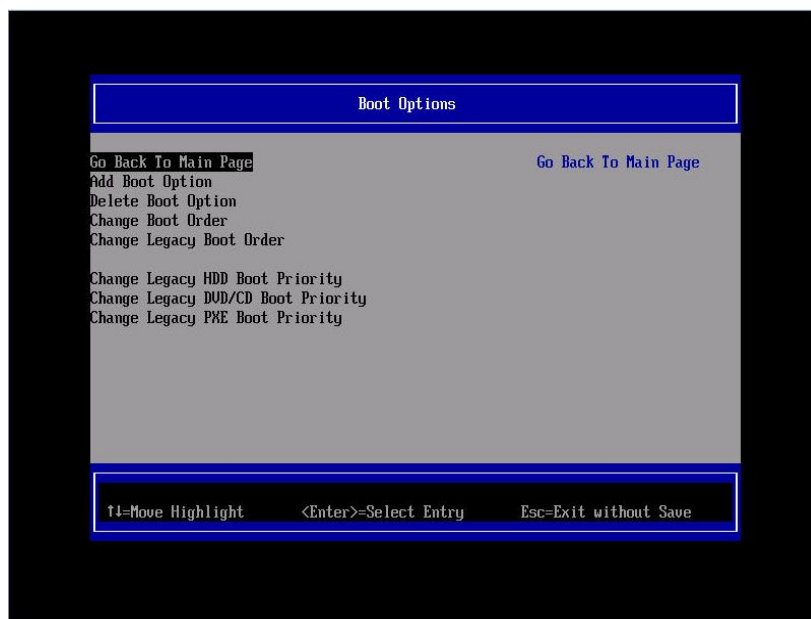 Boot Options
Go Back To Main Page Go Back To Main Page
Add Boot Option
Delete Boot Option
Change Boot Order
Change Legacy Boot Order
Change Legacy HDD Boot Priority
Change Legacy DVD/CD Boot Priority
Change Legacy PXE Boot Priority
↑↓=Move Highlight <Enter>=Select Entry Esc=Exit without Save